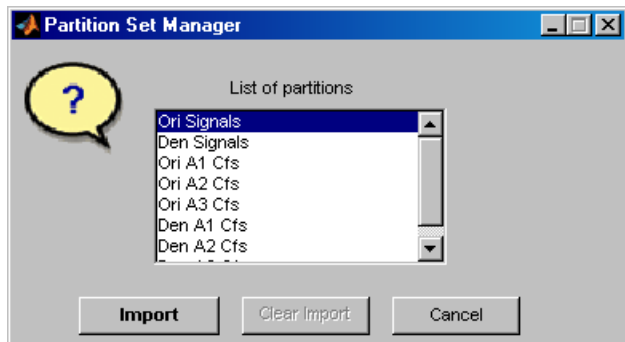 Partition Set Manager
?
List of partitions
Ori Signals
Den Signals
Ori A1 Cfs
Ori A2 Cfs
Ori A3 Cfs
Den A1 Cfs
Den A2 Cfs
Import Clear Import Cancel